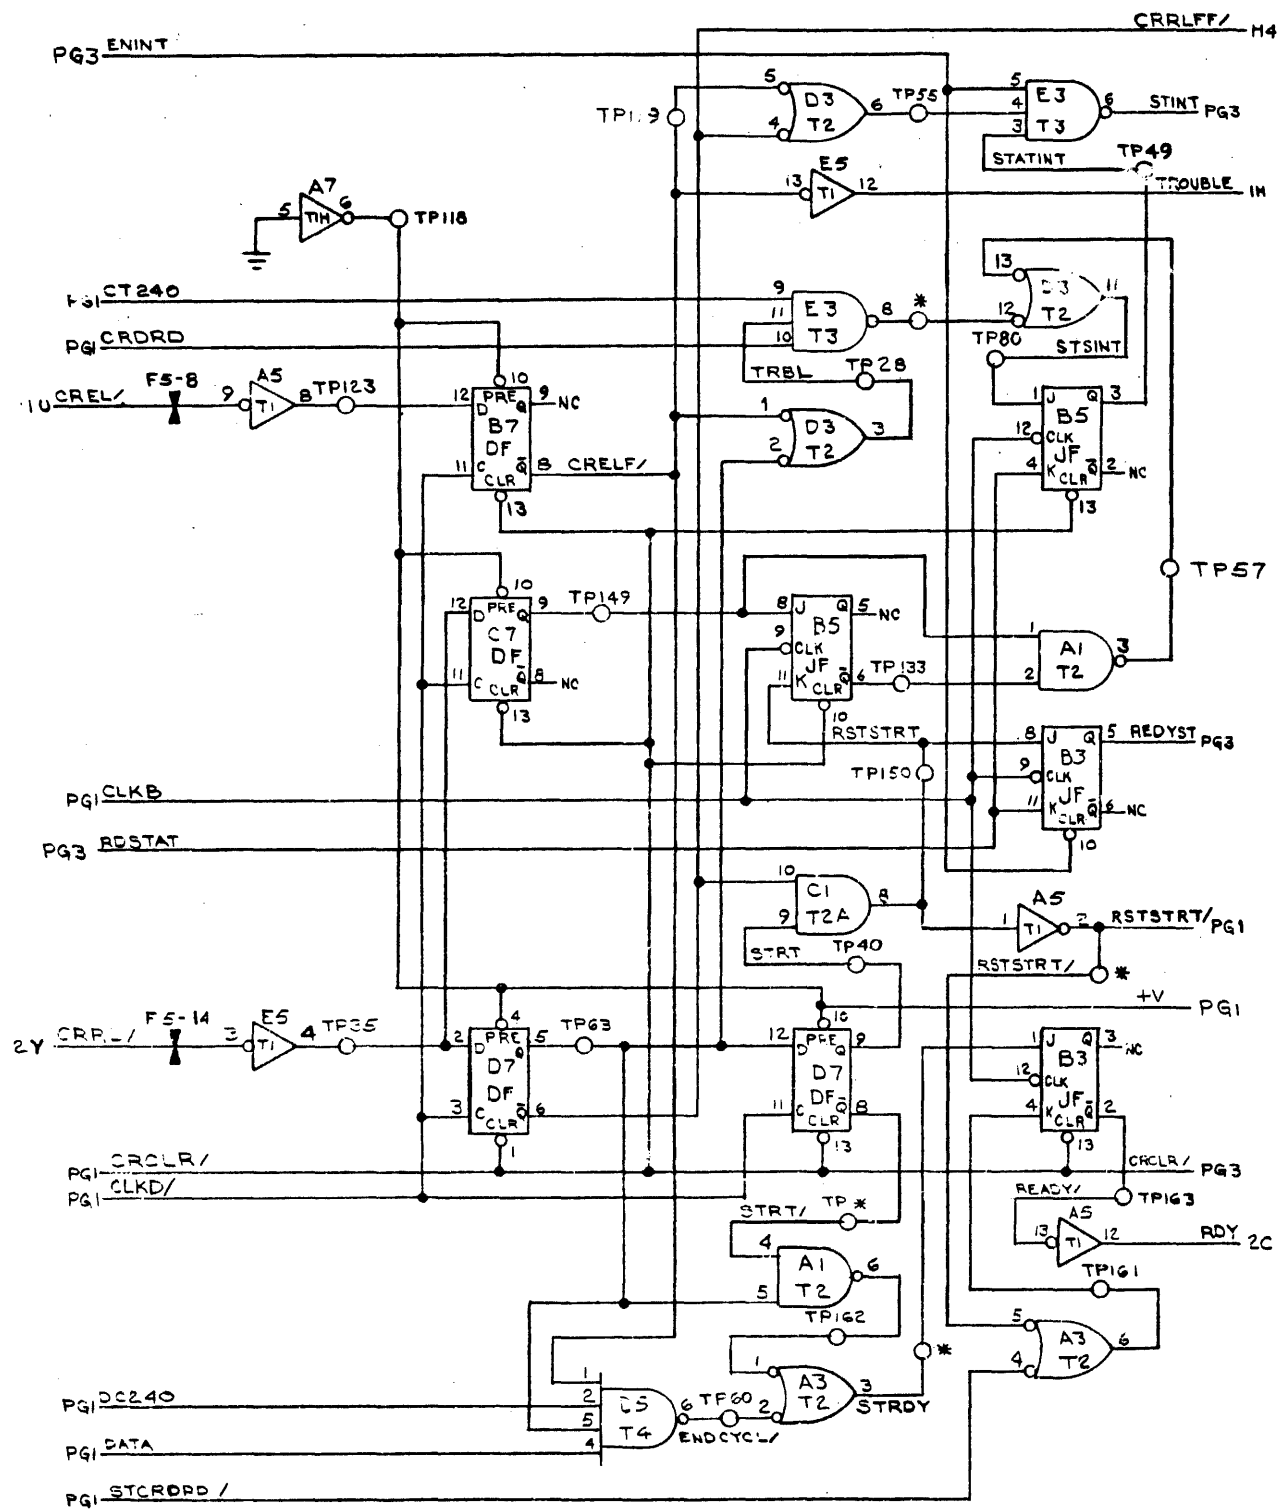 CRRLFF/ H4
PG3 ENINT
5 D3 6 TP55 5 E3 6 STINT PG3
4 T2 4 T3
3
STATINT TP49
E5
13 T1 12 TROUBLE 1H
A7
5 T1H 6 TP118
PG1 CT240 9 E3 8 *
11 T3
PG1 CRDRD 10
13 D3 11
12 T2
TP80 STSINT
TRBL TP28
1U CREL/ F5-8 9 A5 T1 8 TP123
12 D PRE Q 9 NC
10
B7
DF
11 C Q̅ 8 CRELF/
CLR
13
1 D3 3
2 T2
1 J Q 3
12 CLK B5
JF
4 K CLR Q̅ 2 NC
13
TP57
10
12 D PRE Q 9 TP149
C7
DF
11 C CLR Q̅ 8 NC
13
8 J Q 5 NC
9 CLK B5
JF
11 K CLR Q̅ 6 TP133
10
1 A1 3
2 T2
RSTSTRT
TP150
8 J Q 5 REDYST PG3
9 CLK B3
JF
11 K CLR Q̅ 6 NC
10
PG1 CLKB
PG3 RDSTAT
10 C1 8
9 T2A
STRT TP40
A5
1 T1 2 RSTSTRT/ PG1
RSTSTRT/ *
+V PG1
2Y F5-14 3 E5 T1 4 TP35
4
2 D PRE Q 5 TP63
D7
DF
3 C CLR Q̅ 6
1
10
12 D PRE Q 9
D7
DF
11 C CLR Q̅ 8
13
1 J Q 3 NC
12 CLK B3
JF
4 K CLR Q̅ 2
13
PG1 CRCLR/ CRCLR/ PG3
PG1 CLKD/
READY/ TP163
STRT/ TP *
A5
13 T1 12 RDY 2C
4 A1 6
5 T2
TP161
TP162
5 A3 6
4 T2
*
1 A3 3
2 T2 STRDY
1
PG1 DC240 2 6 TP60
5 T4 ENDCYCL/
PG1 DATA 4
PG1